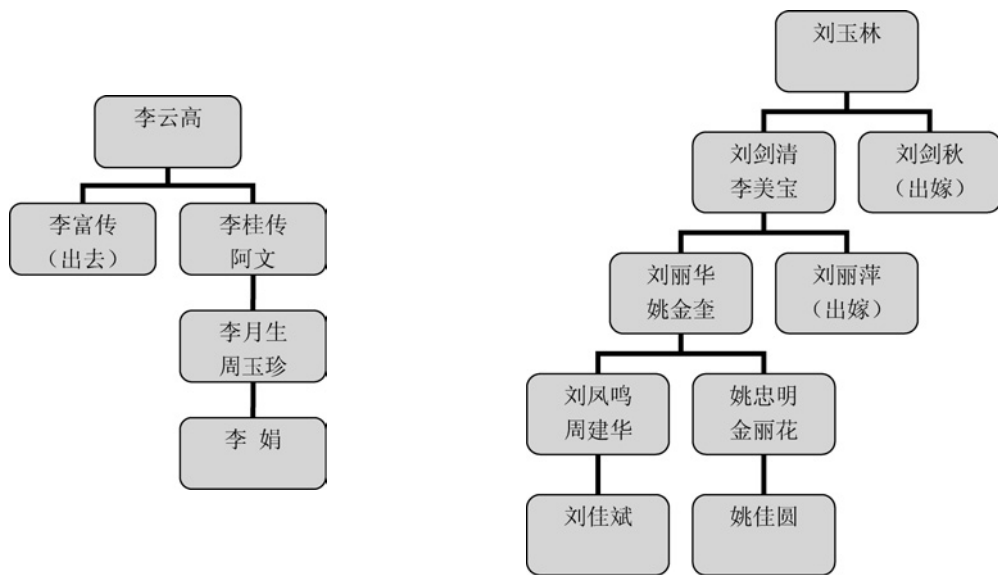 李云高
李富传
（出去）
李桂传
阿文
李月生
周玉珍
李 娟
刘玉林
刘剑清
李美宝
刘剑秋
（出嫁）
刘丽华
姚金奎
刘丽萍
（出嫁）
刘凤鸣
周建华
姚忠明
金丽花
刘佳斌
姚佳圆